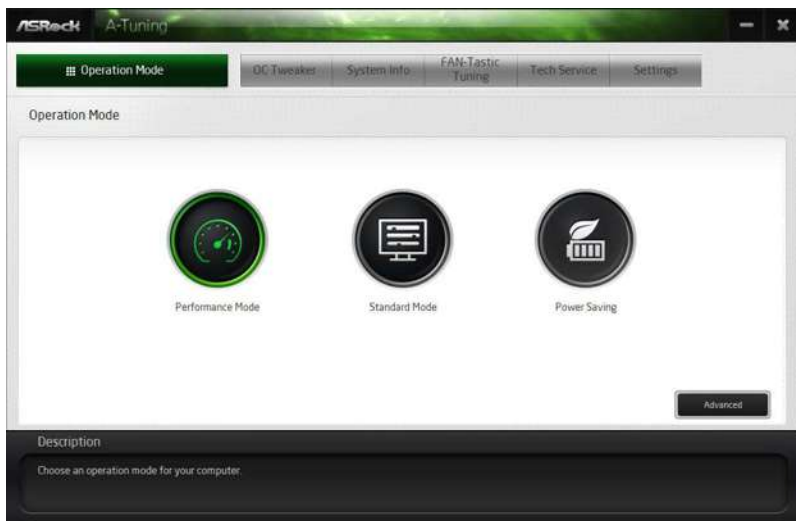 ASRock A-Tuning
Operation Mode OC Tweaker System Info FAN-Tastic Tuning Tech Service Settings
Operation Mode
Performance Mode Standard Mode Power Saving
Advanced
Description
Choose an operation mode for your computer.